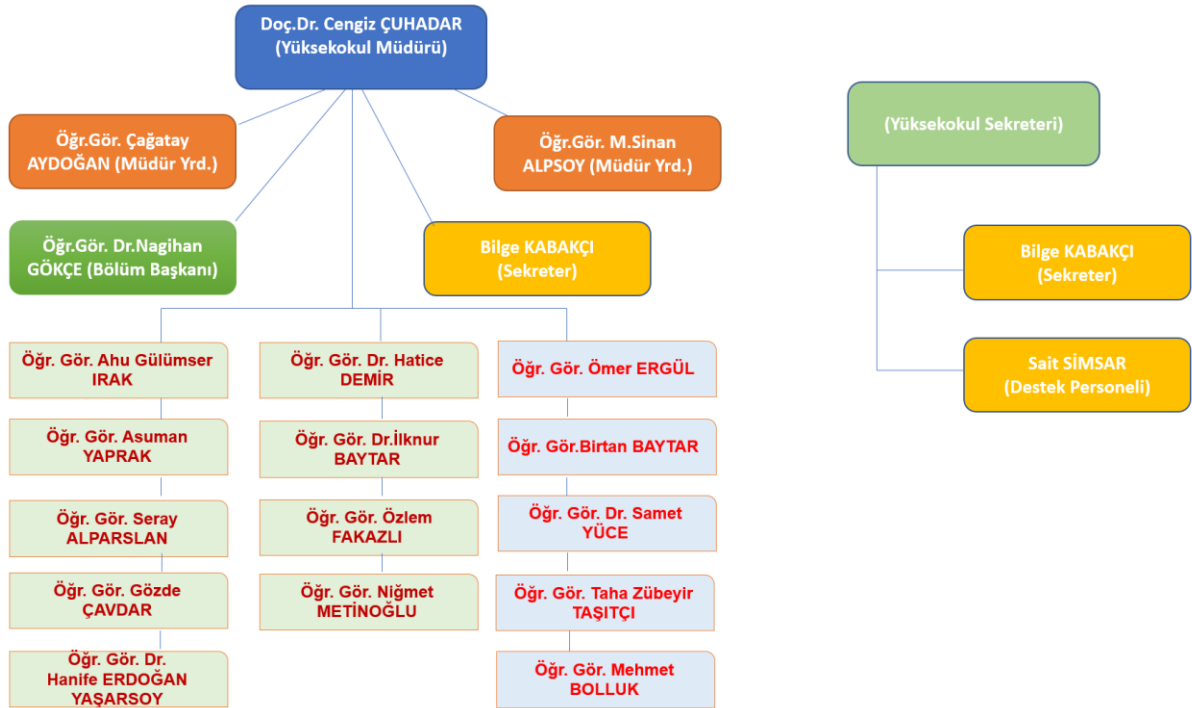 Doç.Dr. Cengiz ÇUHADAR
(Yüksekokul Müdürü)
Öğr.Gör. Çağatay
AYDOĞAN (Müdür Yrd.)
Öğr.Gör. M.Sinan
ALPSOY (Müdür Yrd.)
Öğr.Gör. Dr.Nagihan
GÖKÇE (Bölüm Başkanı)
Bilge KABAKÇI
(Sekreter)
Öğr. Gör. Ahu Gülümser
IRAK
Öğr. Gör. Asuman
YAPRAK
Öğr. Gör. Seray
ALPARSLAN
Öğr. Gör. Gözde
ÇAVDAR
Öğr. Gör. Dr.
Hanife ERDOĞAN
YAŞARSOY
Öğr. Gör. Dr. Hatice
DEMİR
Öğr. Gör. Dr.İlknur
BAYTAR
Öğr. Gör. Özlem
FAKAZLI
Öğr. Gör. Niğmet
METİNOĞLU
Öğr. Gör. Ömer ERGÜL
Öğr. Gör.Birtan BAYTAR
Öğr. Gör. Dr. Samet
YÜCE
Öğr. Gör. Taha Zübeyir
TAŞITÇI
Öğr. Gör. Mehmet
BOLLUK
(Yüksekokul Sekreteri)
Bilge KABAKÇI
(Sekreter)
Sait SİMSAR
(Destek Personeli)